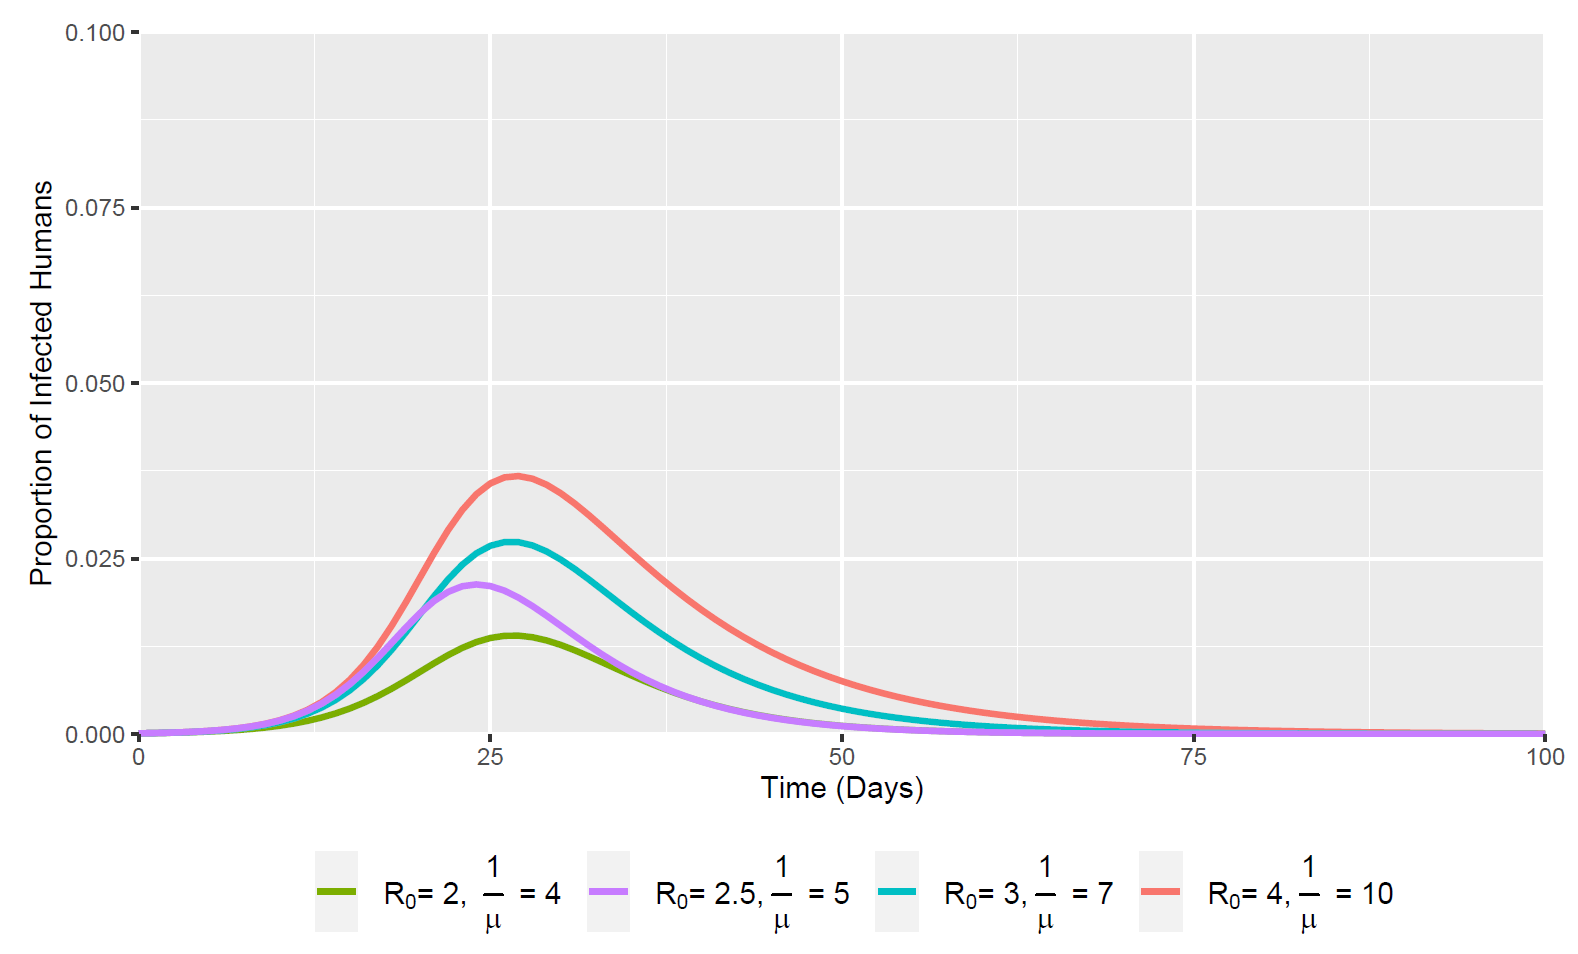 0.100
0.075
0.050
0.025
0.000
Proportion of Infected Humans
0 25 50 75 100
Time (Days)
R₀= 2, 1/μ = 4
R₀= 2.5, 1/μ = 5
R₀= 3, 1/μ = 7
R₀= 4, 1/μ = 10